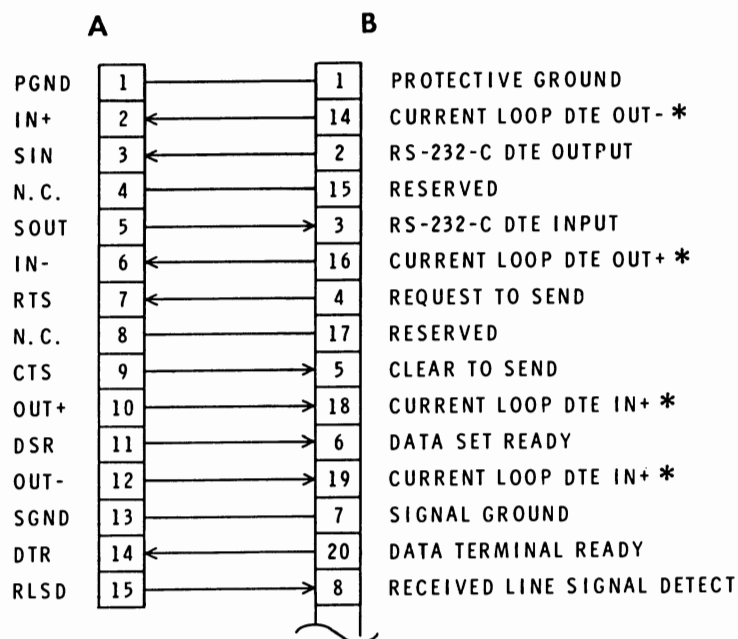 A B
PGND 1 1 PROTECTIVE GROUND
IN+ 2 14 CURRENT LOOP DTE OUT- *
SIN 3 2 RS-232-C DTE OUTPUT
N.C. 4 15 RESERVED
SOUT 5 3 RS-232-C DTE INPUT
IN- 6 16 CURRENT LOOP DTE OUT+ *
RTS 7 4 REQUEST TO SEND
N.C. 8 17 RESERVED
CTS 9 5 CLEAR TO SEND
OUT+ 10 18 CURRENT LOOP DTE IN+ *
DSR 11 6 DATA SET READY
OUT- 12 19 CURRENT LOOP DTE IN+ *
SGND 13 7 SIGNAL GROUND
DTR 14 20 DATA TERMINAL READY
RLSD 15 8 RECEIVED LINE SIGNAL DETECT